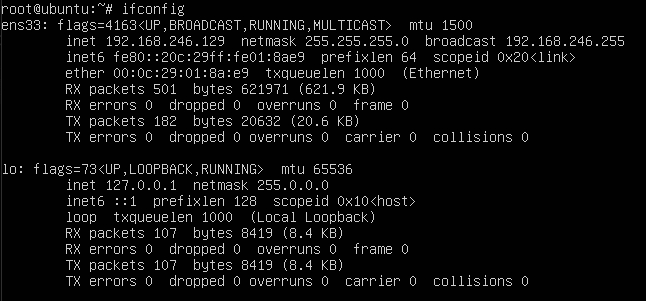 root@ubuntu:~# ifconfig
ens33: flags=4163<UP,BROADCAST,RUNNING,MULTICAST>  mtu 1500
        inet 192.168.246.129  netmask 255.255.255.0  broadcast 192.168.246.255
        inet6 fe80::20c:29ff:fe01:8ae9  prefixlen 64  scopeid 0x20<link>
        ether 00:0c:29:01:8a:e9  txqueuelen 1000  (Ethernet)
        RX packets 501  bytes 621971 (621.9 KB)
        RX errors 0  dropped 0  overruns 0  frame 0
        TX packets 182  bytes 20632 (20.6 KB)
        TX errors 0  dropped 0 overruns 0  carrier 0  collisions 0

lo: flags=73<UP,LOOPBACK,RUNNING>  mtu 65536
        inet 127.0.0.1  netmask 255.0.0.0
        inet6 ::1  prefixlen 128  scopeid 0x10<host>
        loop  txqueuelen 1000  (Local Loopback)
        RX packets 107  bytes 8419 (8.4 KB)
        RX errors 0  dropped 0  overruns 0  frame 0
        TX packets 107  bytes 8419 (8.4 KB)
        TX errors 0  dropped 0 overruns 0  carrier 0  collisions 0